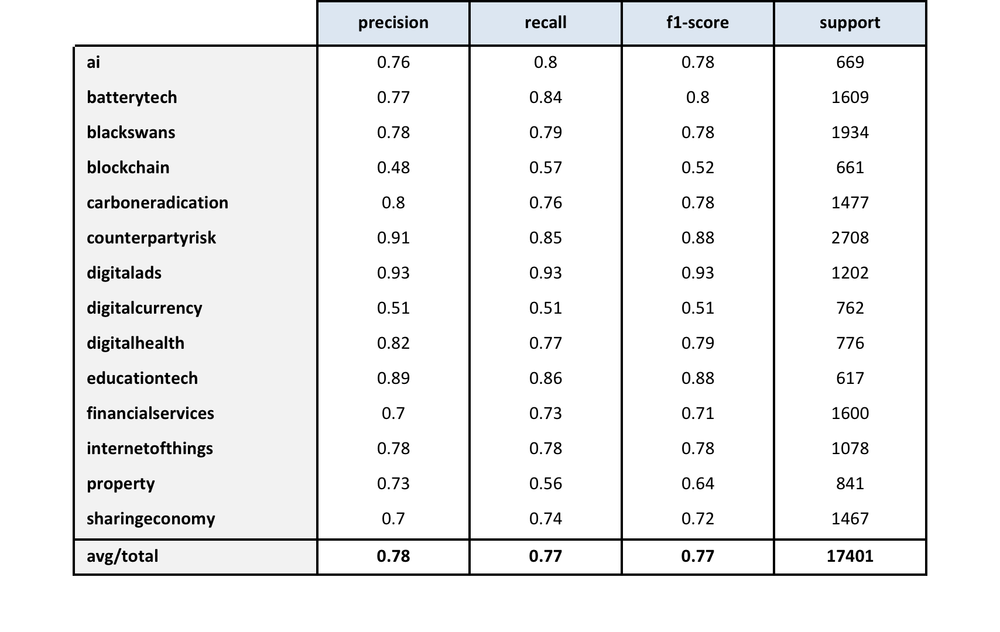 precision recall f1-score support
ai 0.76 0.8 0.78 669
batterytech 0.77 0.84 0.8 1609
blackswans 0.78 0.79 0.78 1934
blockchain 0.48 0.57 0.52 661
carboneradication 0.8 0.76 0.78 1477
counterpartyrisk 0.91 0.85 0.88 2708
digitalads 0.93 0.93 0.93 1202
digitalcurrency 0.51 0.51 0.51 762
digitalhealth 0.82 0.77 0.79 776
educationtech 0.89 0.86 0.88 617
financialservices 0.7 0.73 0.71 1600
internetofthings 0.78 0.78 0.78 1078
property 0.73 0.56 0.64 841
sharingeconomy 0.7 0.74 0.72 1467
avg/total 0.78 0.77 0.77 17401